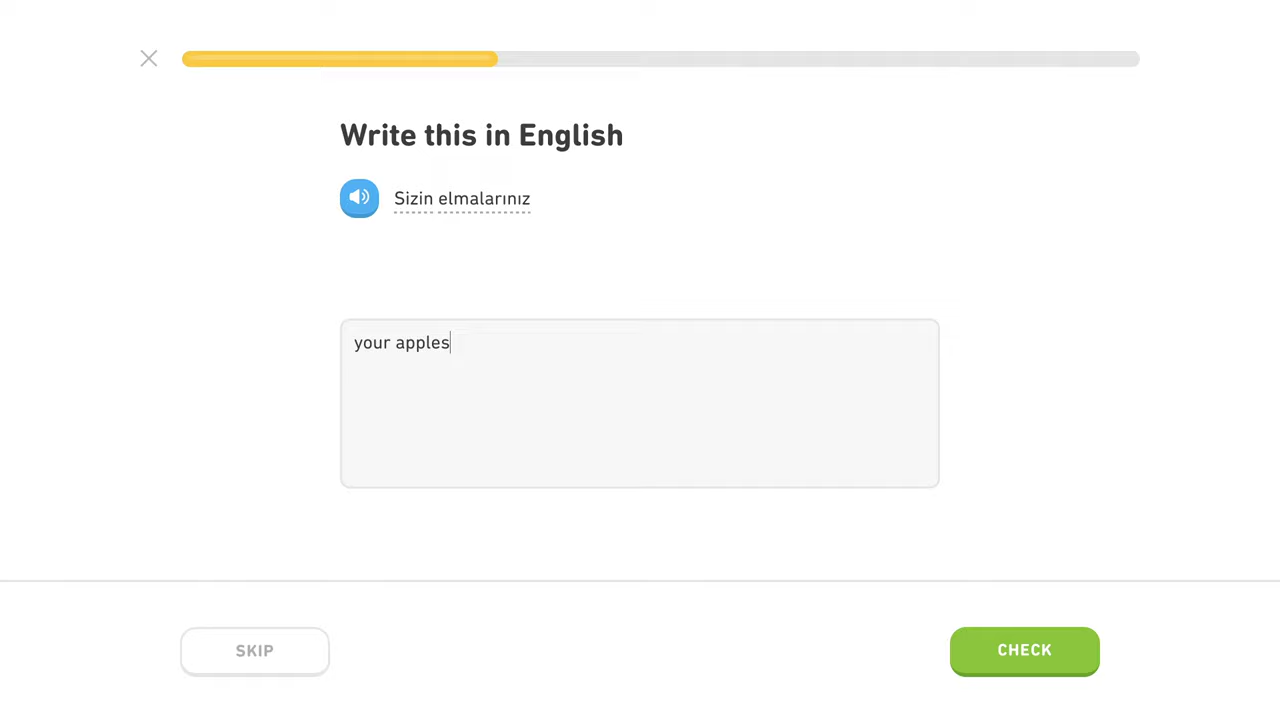 Write this in English
Sizin elmalarınız
your apples
SKIP
CHECK